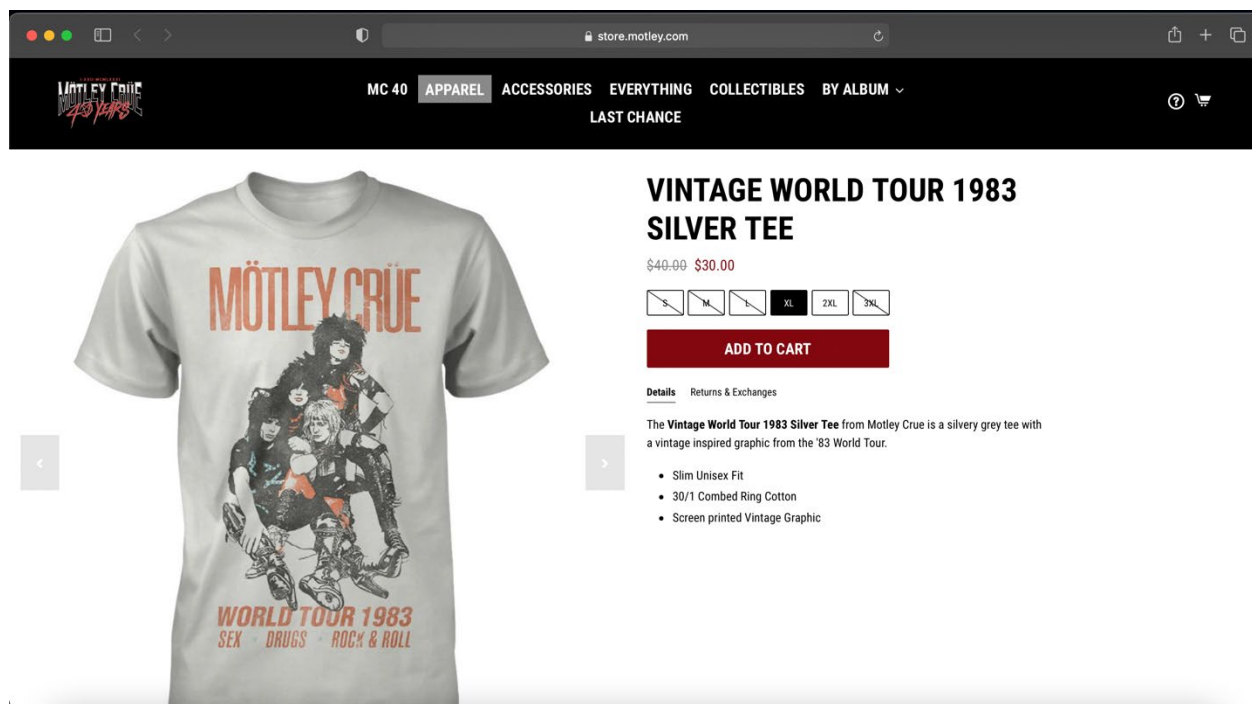 store.motley.com
MÖTLEY CRÜE
40 YEARS
MC 40 APPAREL ACCESSORIES EVERYTHING COLLECTIBLES BY ALBUM
LAST CHANCE
VINTAGE WORLD TOUR 1983
SILVER TEE
$40.00 $30.00
S M L XL 2XL 3XL
ADD TO CART
Details Returns & Exchanges
The Vintage World Tour 1983 Silver Tee from Motley Crue is a silvery grey tee with
a vintage inspired graphic from the '83 World Tour.
• Slim Unisex Fit
• 30/1 Combed Ring Cotton
• Screen printed Vintage Graphic
MÖTLEY CRÜE
WORLD TOUR 1983
SEX · DRUGS · ROCK & ROLL